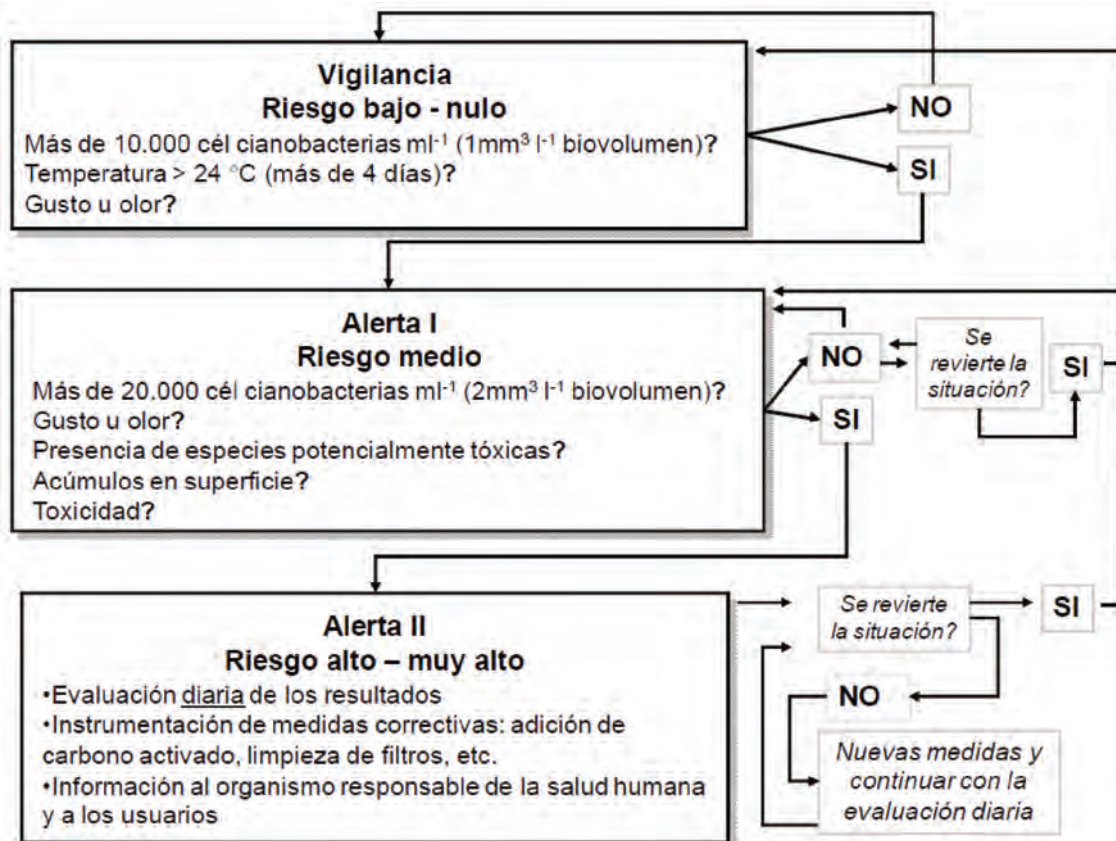 Vigilancia
Riesgo bajo - nulo
Más de 10.000 cél cianobacterias ml⁻¹ (1mm³ l⁻¹ biovolumen)?
Temperatura > 24 °C (más de 4 días)?
Gusto u olor?
NO
SI
Alerta I
Riesgo medio
Más de 20.000 cél cianobacterias ml⁻¹ (2mm³ l⁻¹ biovolumen)?
Gusto u olor?
Presencia de especies potencialmente tóxicas?
Acúmulos en superficie?
Toxicidad?
NO
SI
Se
revierte la
situación?
SI
Alerta II
Riesgo alto – muy alto
•Evaluación diaria de los resultados
•Instrumentación de medidas correctivas: adición de
carbono activado, limpieza de filtros, etc.
•Información al organismo responsable de la salud humana
y a los usuarios
Se revierte
la situación?
SI
NO
Nuevas medidas y
continuar con la
evaluación diaria